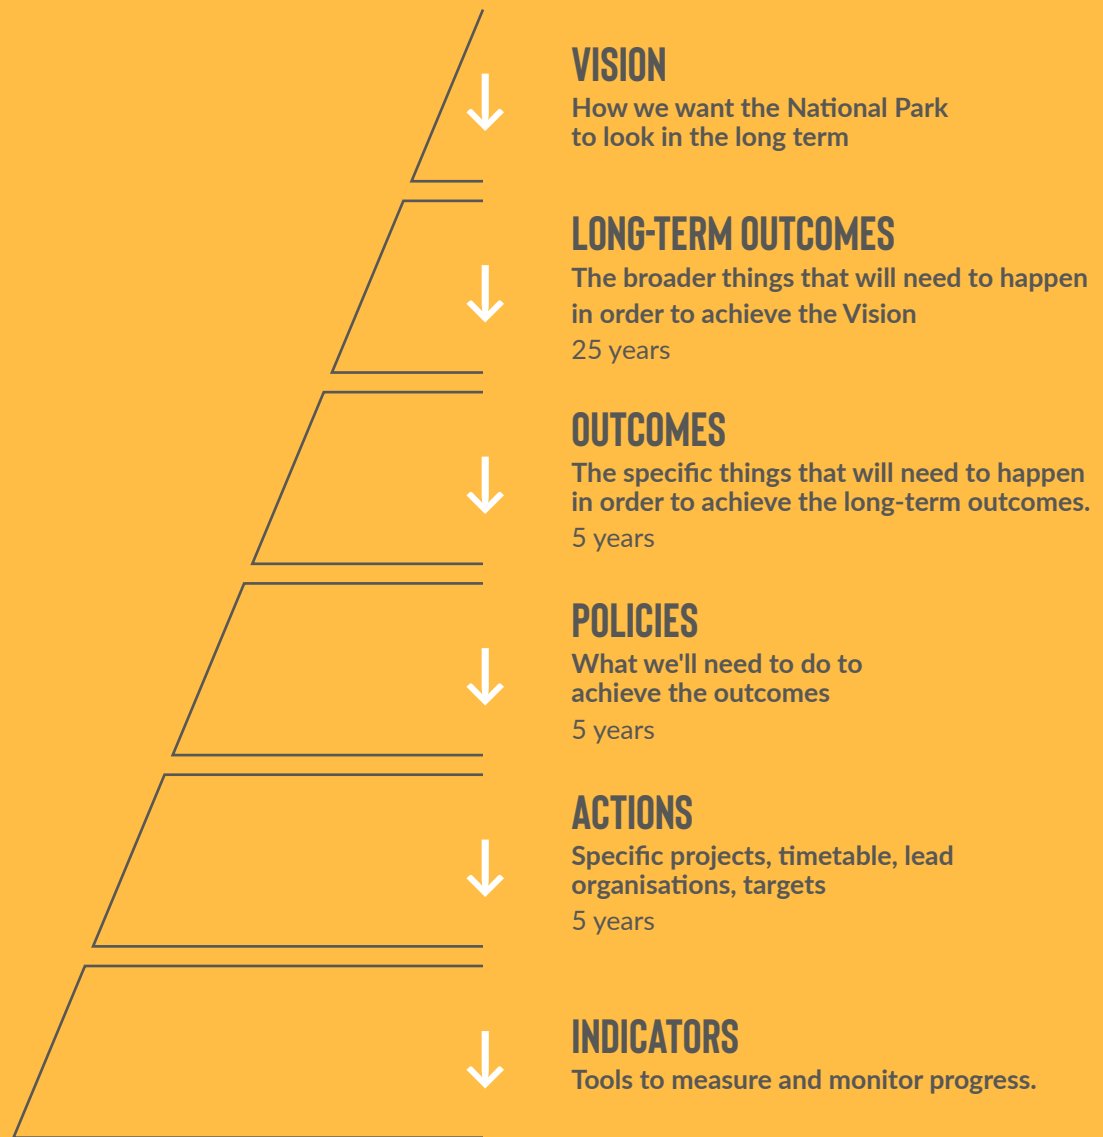 VISION
How we want the National Park
to look in the long term
LONG-TERM OUTCOMES
The broader things that will need to happen
in order to achieve the Vision
25 years
OUTCOMES
The specific things that will need to happen
in order to achieve the long-term outcomes.
5 years
POLICIES
What we'll need to do to
achieve the outcomes
5 years
ACTIONS
Specific projects, timetable, lead
organisations, targets
5 years
INDICATORS
Tools to measure and monitor progress.